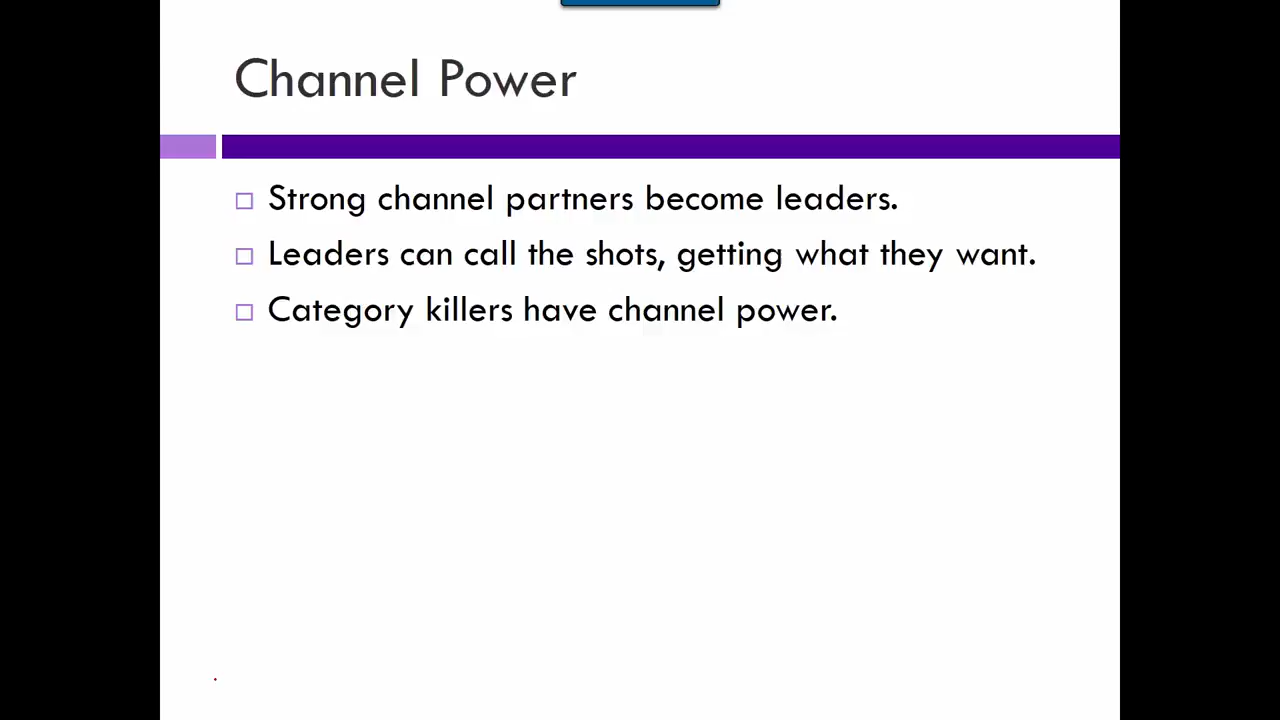 Channel Power
Strong channel partners become leaders.
Leaders can call the shots, getting what they want.
Category killers have channel power.